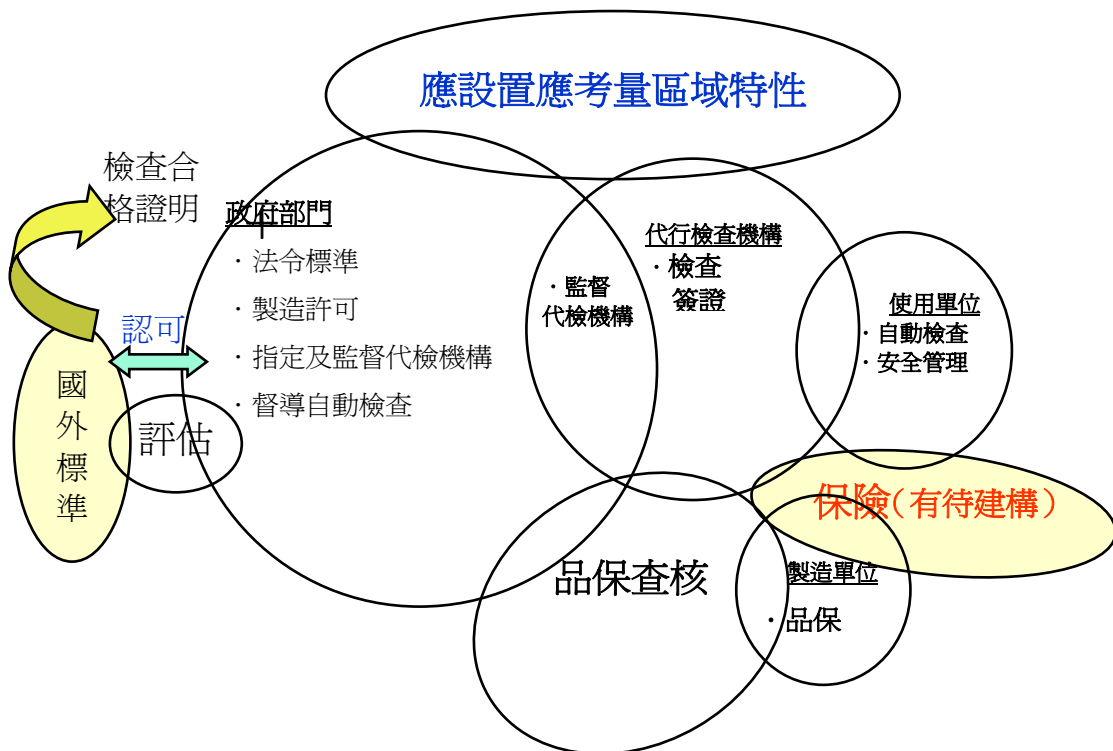 應設置應考量區域特性
檢查合
格證明
政府部門
·法令標準
·製造許可
·指定及監督代檢機構
·督導自動檢查
認可
國
外
標
準
評估
·監督
代檢機構
代行檢查機構
·檢查
簽證
使用單位
·自動檢查
·安全管理
保險(有待建構)
品保查核
製造單位
·品保